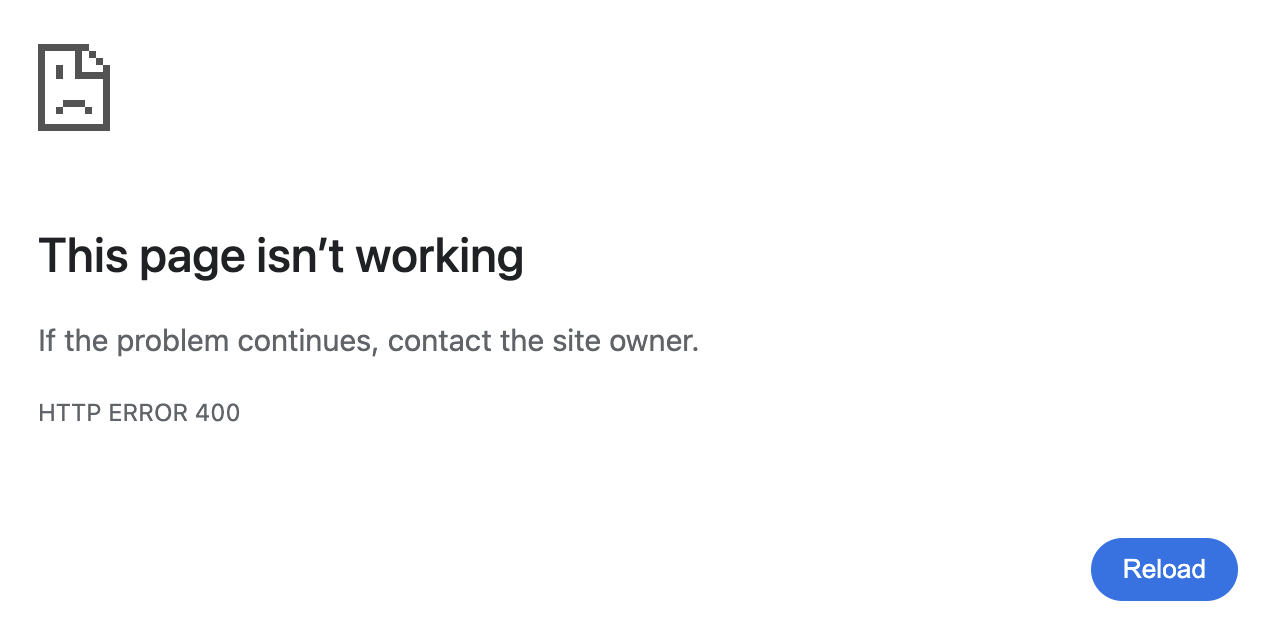 This page isn’t working
If the problem continues, contact the site owner.
HTTP ERROR 400
Reload